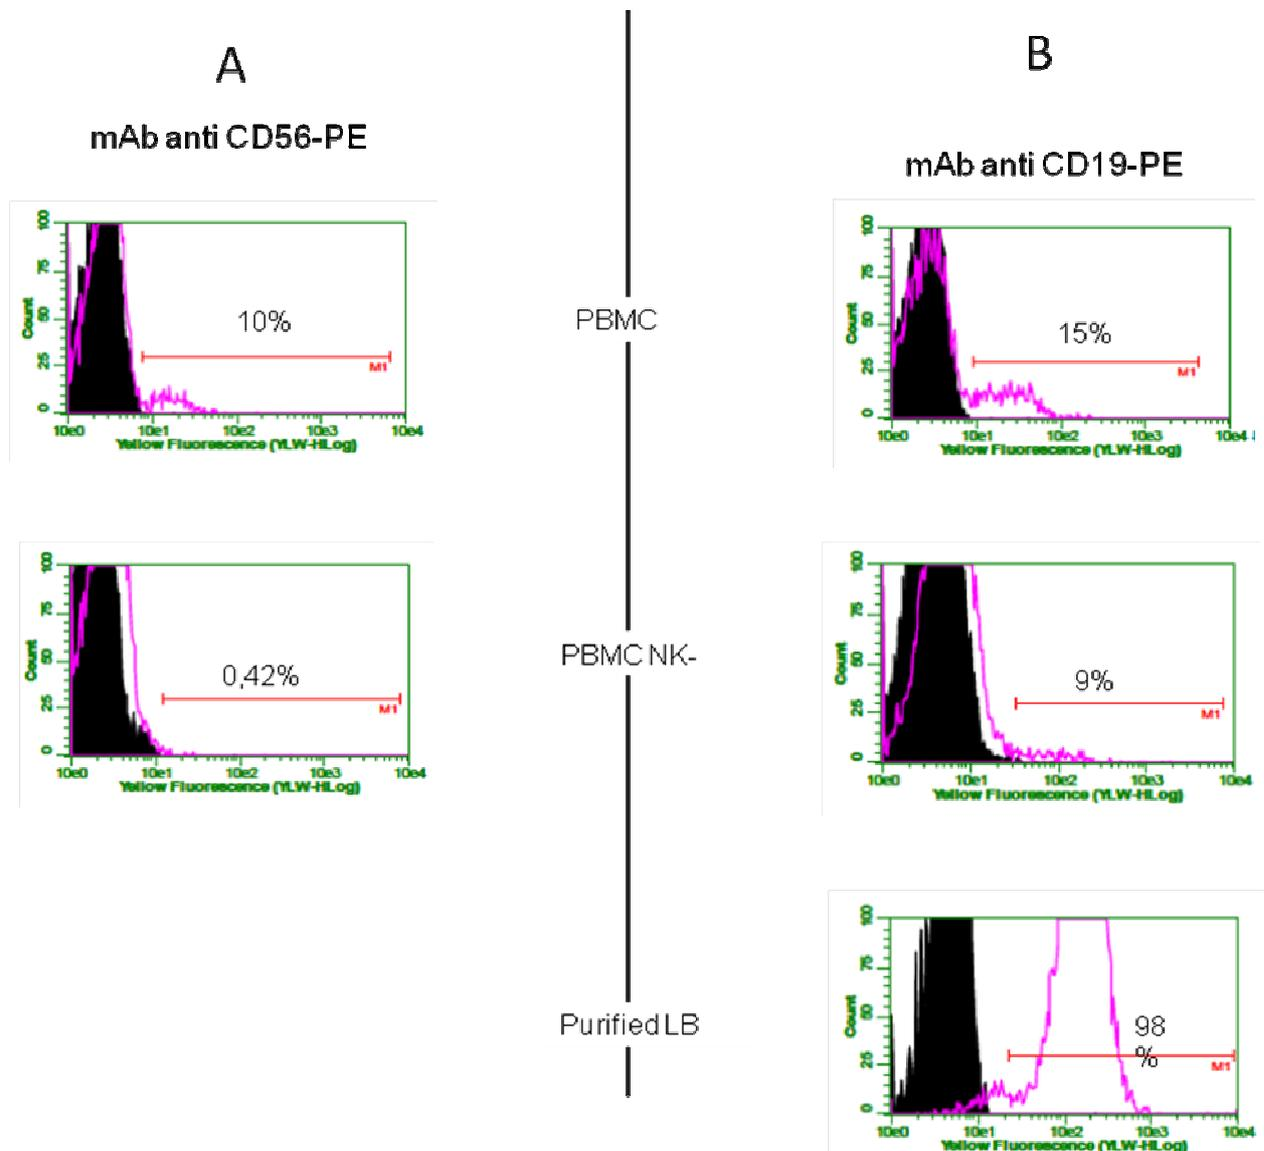 A
B
mAb anti CD56-PE
mAb anti CD19-PE
100
75
50
25
0
Count
10%
M1
10e0 10e1 10e2 10e3 10e4
Yellow Fluorescence (YLW-HLog)
PBMC
100
75
50
25
0
Count
15%
M1
10e0 10e1 10e2 10e3 10e4
Yellow Fluorescence (YLW-HLog)
100
75
50
25
0
Count
0,42%
M1
10e0 10e1 10e2 10e3 10e4
Yellow Fluorescence (YLW-HLog)
PBMC NK-
100
75
50
25
0
Count
9%
M1
10e0 10e1 10e2 10e3 10e4
Yellow Fluorescence (YLW-HLog)
Purified LB
100
75
50
25
0
Count
98
%
M1
10e0 10e1 10e2 10e3 10e4
Yellow Fluorescence (YLW-HLog)